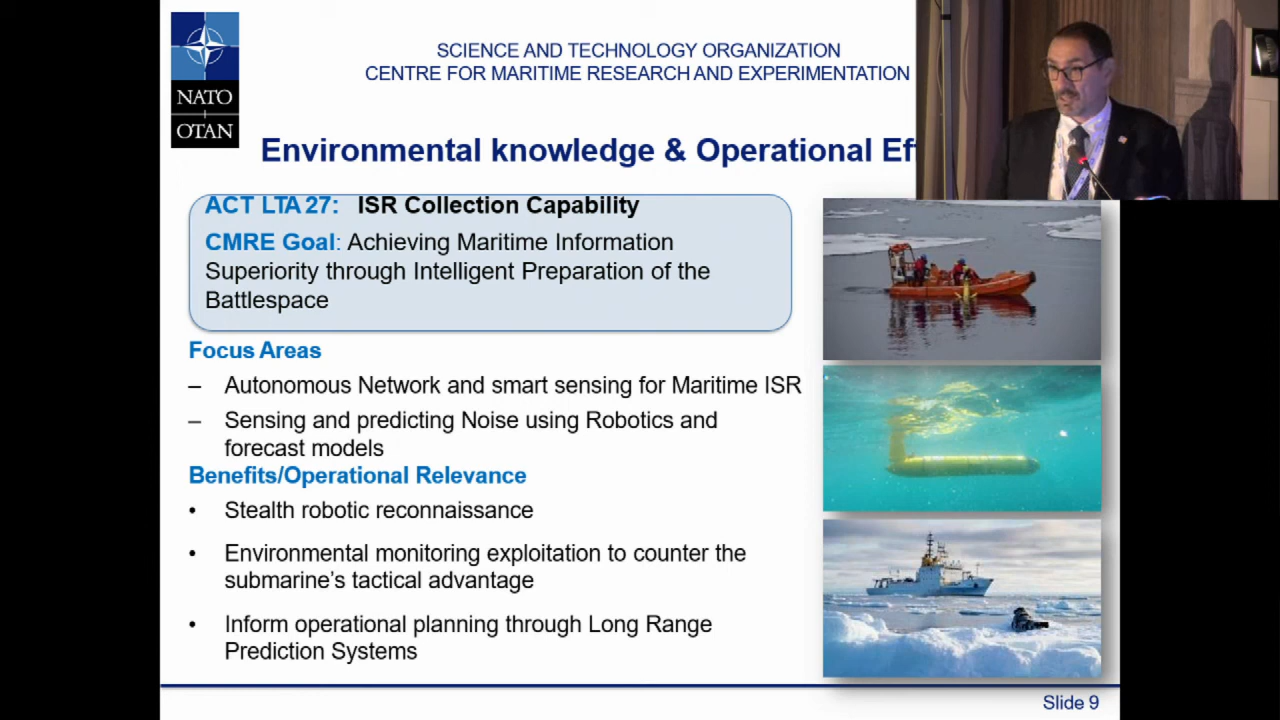 SCIENCE AND TECHNOLOGY ORGANIZATION
CENTRE FOR MARITIME RESEARCH AND EXPERIMENTATION
NATO
OTAN
Environmental knowledge & Operational
ACT LTA 27: ISR Collection Capability
CMRE Goal: Achieving Maritime Information
Superiority through Intelligent Preparation of the
Battlespace
Focus Areas
– Autonomous Network and smart sensing for Maritime ISR
– Sensing and predicting Noise using Robotics and
forecast models
Benefits/Operational Relevance
• Stealth robotic reconnaissance
• Environmental monitoring exploitation to counter the
submarine's tactical advantage
• Inform operational planning through Long Range
Prediction Systems
Slide 9